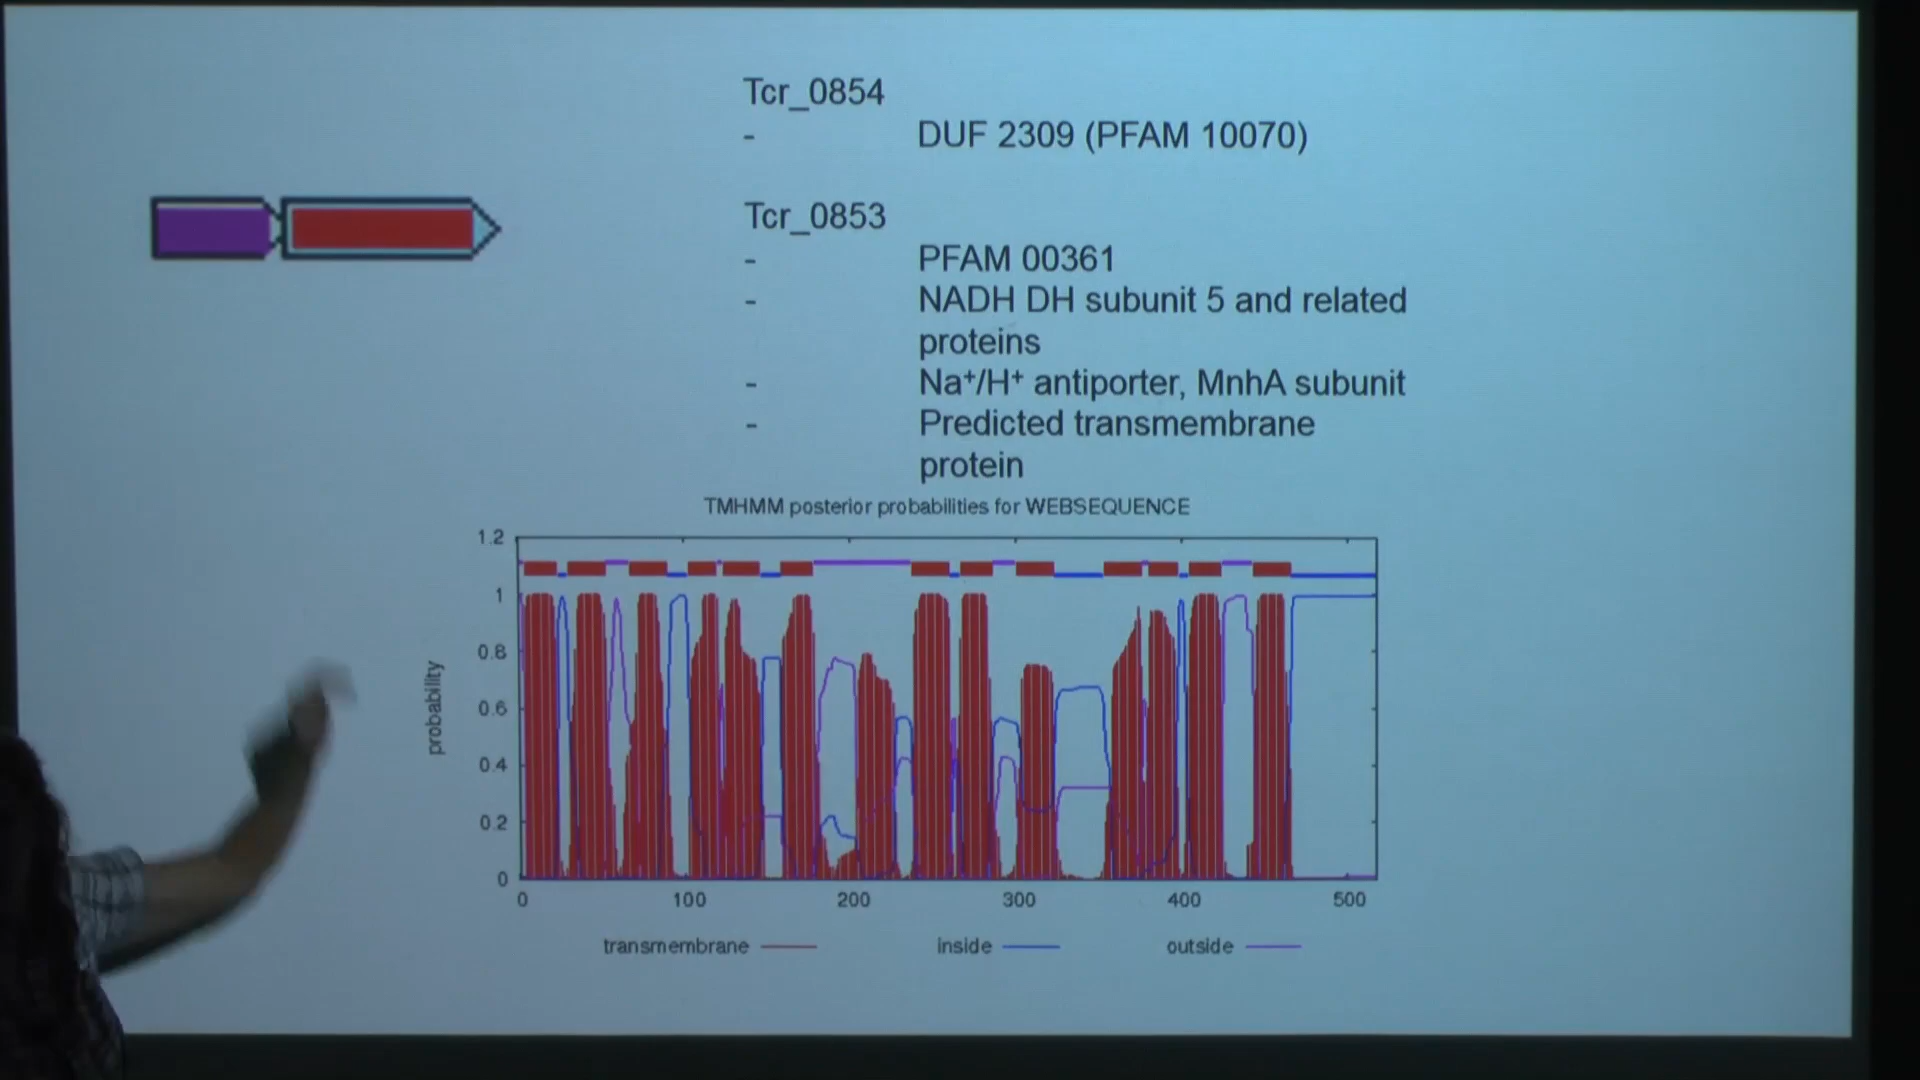 Tcr_0854
- DUF 2309 (PFAM 10070)
Tcr_0853
- PFAM 00361
- NADH DH subunit 5 and related
proteins
- Na⁺/H⁺ antiporter, MnhA subunit
- Predicted transmembrane
protein
TMHMM posterior probabilities for WEBSEQUENCE
1.2
1
0.8
0.6
0.4
0.2
0
probability
0 100 200 300 400 500
transmembrane inside outside